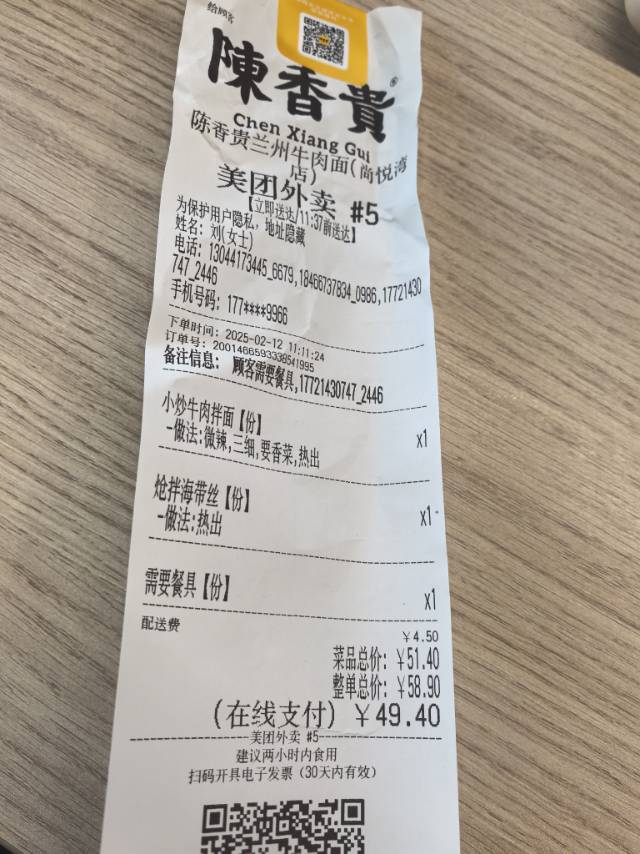 给顾客
陳香貴®
Chen Xiang Gui
陈香贵兰州牛肉面(尚悦湾
店)
美团外卖 #5
【立即送达/11:37前送达】
为保护用户隐私，地址隐藏
姓名: 刘(女士)
电话: 13044173445_6679,18466737834_0986,17721430
747_2446
手机号码: 177****9966
下单时间: 2025-02-12 11:11:24
订单号: 2001466593338541995
备注信息: 顾客需要餐具,17721430747_2446
小炒牛肉拌面【份】 x1
-做法:微辣,三细,要香菜,热出
炝拌海带丝【份】 x1
-做法:热出
需要餐具【份】 x1
配送费 ￥4.50
菜品总价: ￥51.40
整单总价: ￥58.90
(在线支付) ￥49.40
美团外卖 #5
建议两小时内食用
扫码开具电子发票 (30天内有效)